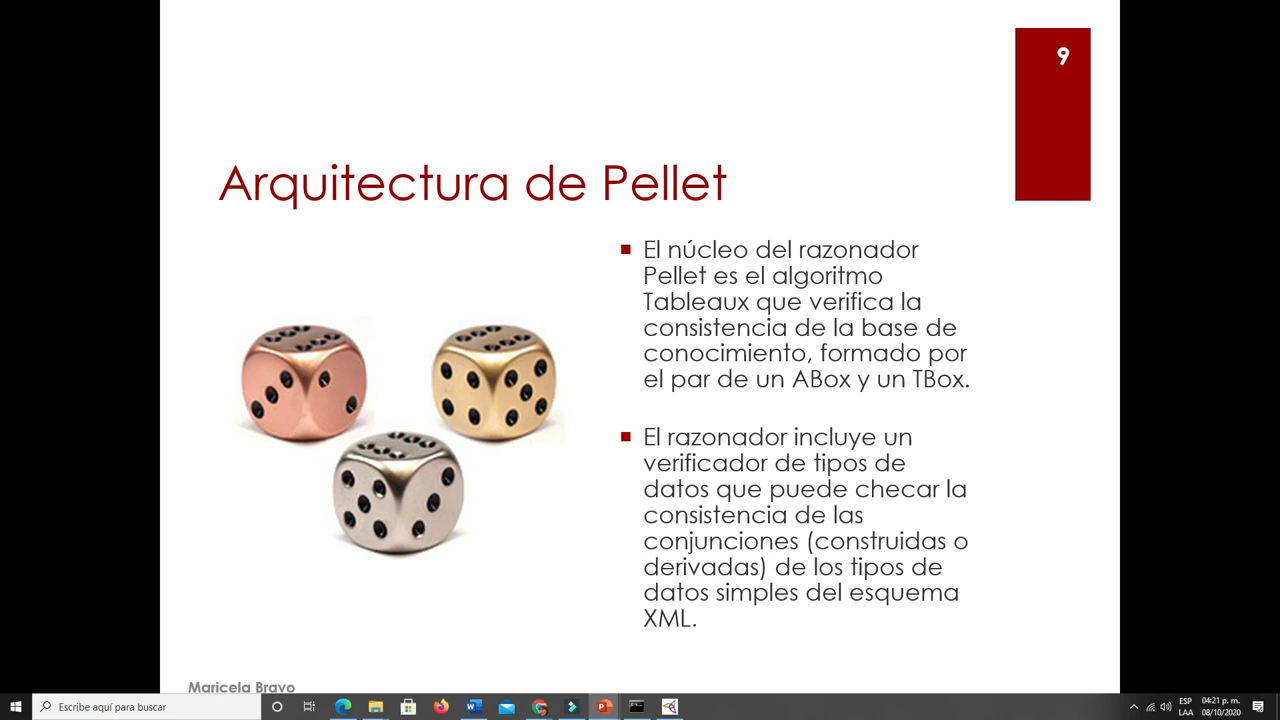 9
Arquitectura de Pellet
El núcleo del razonador
Pellet es el algoritmo
Tableaux que verifica la
consistencia de la base de
conocimiento, formado por
el par de un ABox y un TBox.
El razonador incluye un
verificador de tipos de
datos que puede checar la
consistencia de las
conjunciones (construidas o
derivadas) de los tipos de
datos simples del esquema
XML.
Maricela Bravo
Escribe aquí para buscar
ESP
LAA
04:21 p. m.
08/10/2020